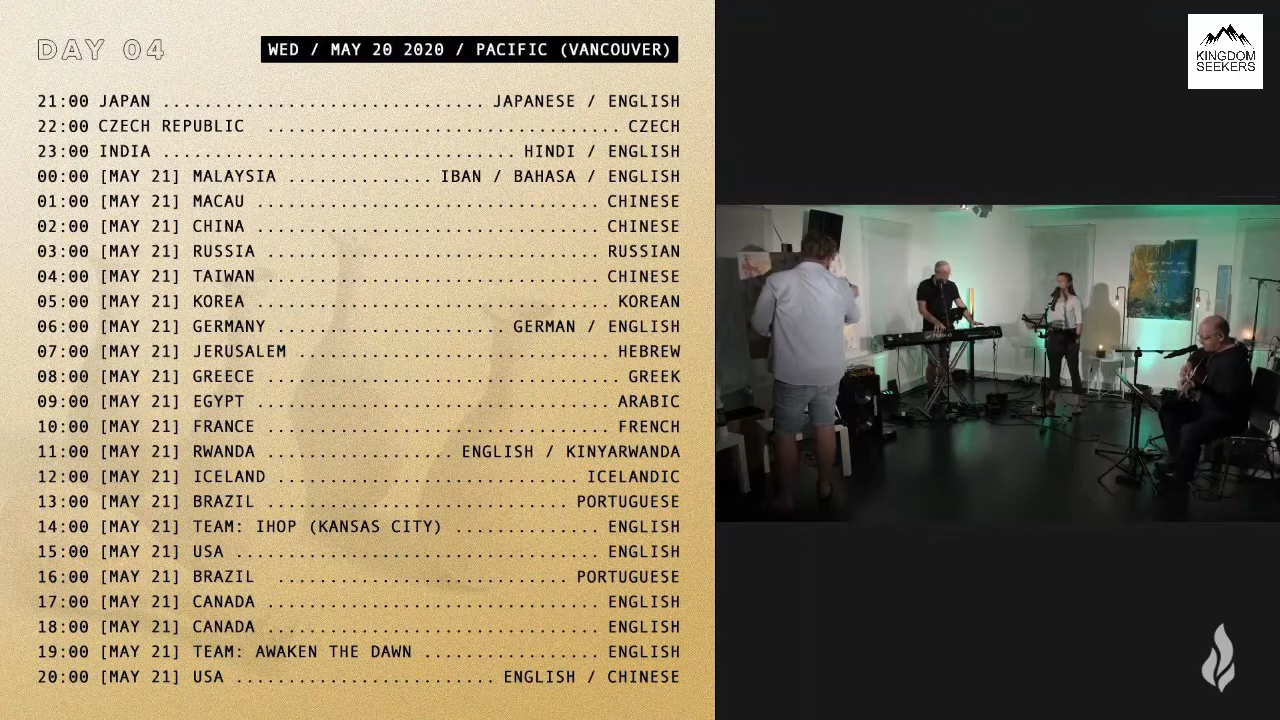 DAY 04
WED / MAY 20 2020 / PACIFIC (VANCOUVER)
21:00 JAPAN ............................... JAPANESE / ENGLISH
22:00 CZECH REPUBLIC .................................. CZECH
23:00 INDIA .................................. HINDI / ENGLISH
00:00 [MAY 21] MALAYSIA .............. IBAN / BAHASA / ENGLISH
01:00 [MAY 21] MACAU ................................. CHINESE
02:00 [MAY 21] CHINA ................................. CHINESE
03:00 [MAY 21] RUSSIA ................................ RUSSIAN
04:00 [MAY 21] TAIWAN ................................ CHINESE
05:00 [MAY 21] KOREA .................................. KOREAN
06:00 [MAY 21] GERMANY ...................... GERMAN / ENGLISH
07:00 [MAY 21] JERUSALEM .............................. HEBREW
08:00 [MAY 21] GREECE .................................. GREEK
09:00 [MAY 21] EGYPT .................................. ARABIC
10:00 [MAY 21] FRANCE ................................. FRENCH
11:00 [MAY 21] RWANDA .................. ENGLISH / KINYARWANDA
12:00 [MAY 21] ICELAND ............................. ICELANDIC
13:00 [MAY 21] BRAZIL ............................. PORTUGUESE
14:00 [MAY 21] TEAM: IHOP (KANSAS CITY) .............. ENGLISH
15:00 [MAY 21] USA ................................... ENGLISH
16:00 [MAY 21] BRAZIL ............................ PORTUGUESE
17:00 [MAY 21] CANADA ................................ ENGLISH
18:00 [MAY 21] CANADA ................................ ENGLISH
19:00 [MAY 21] TEAM: AWAKEN THE DAWN ................. ENGLISH
20:00 [MAY 21] USA ......................... ENGLISH / CHINESE
KINGDOM
SEEKERS